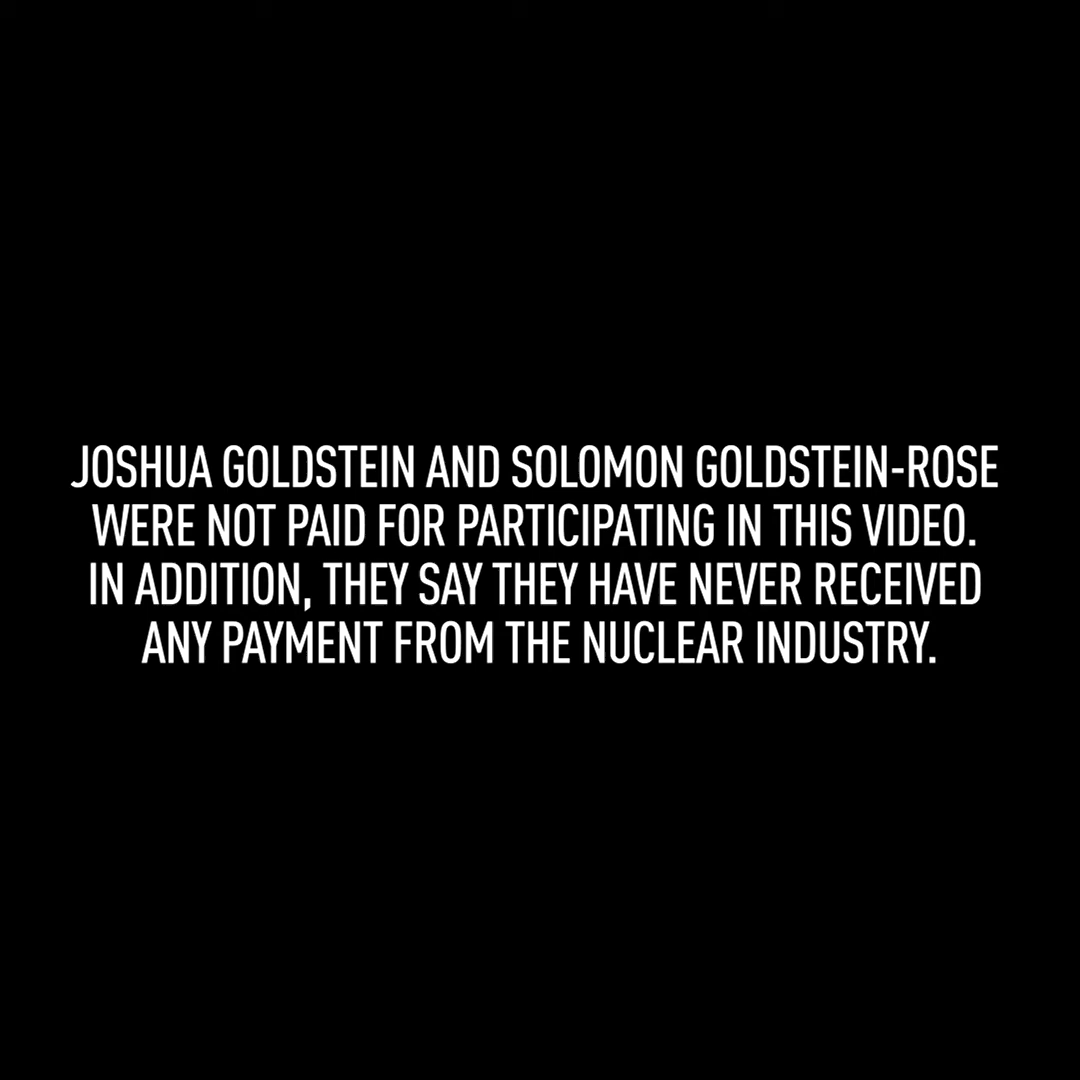 JOSHUA GOLDSTEIN AND SOLOMON GOLDSTEIN-ROSE
WERE NOT PAID FOR PARTICIPATING IN THIS VIDEO.
IN ADDITION, THEY SAY THEY HAVE NEVER RECEIVED
ANY PAYMENT FROM THE NUCLEAR INDUSTRY.